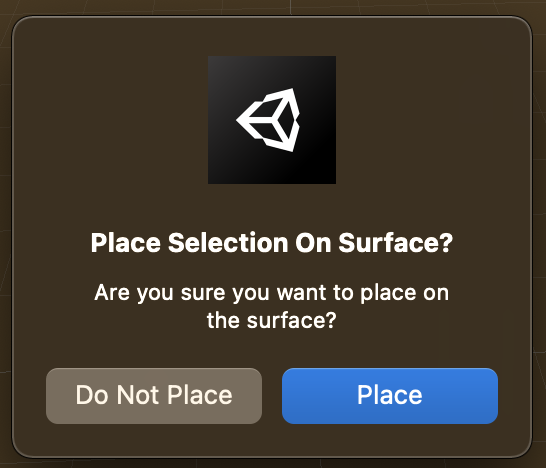 Place Selection On Surface?
Are you sure you want to place on
the surface?
Do Not Place
Place